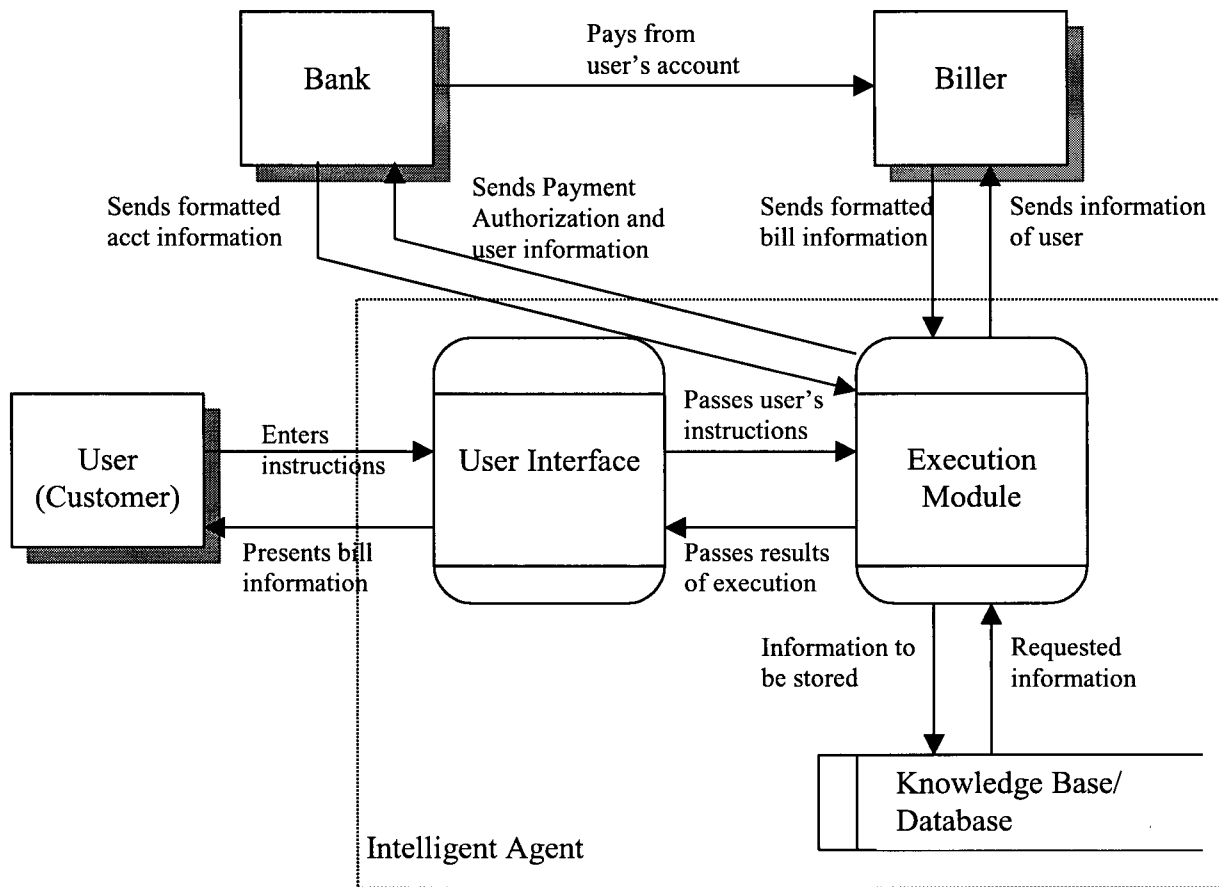 Bank
Pays from
user's account
Biller
Sends formatted
acct information
Sends Payment
Authorization and
user information
Sends formatted
bill information
Sends information
of user
User
(Customer)
Enters
instructions
User Interface
Passes user's
instructions
Execution
Module
Presents bill
information
Passes results
of execution
Information to
be stored
Requested
information
Knowledge Base/
Database
Intelligent Agent